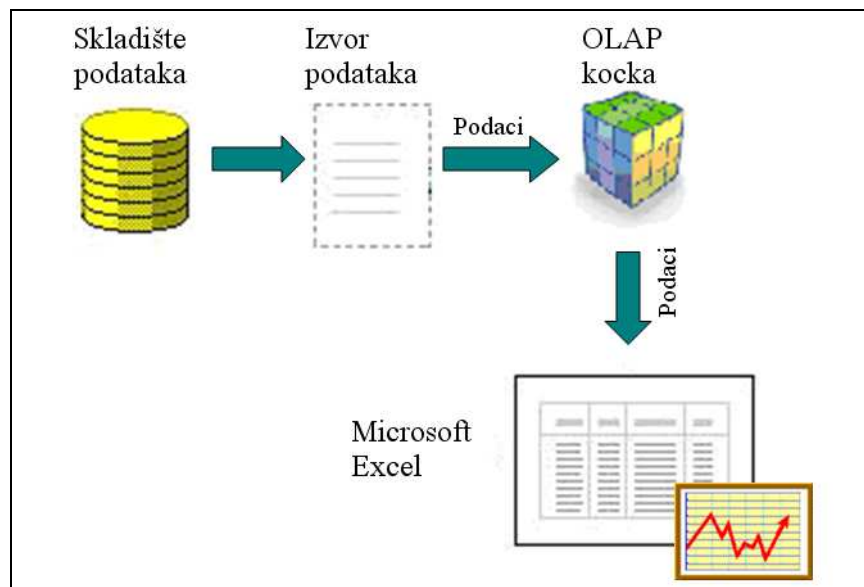 Skladište
podataka
Izvor
podataka
OLAP
kocka
Podaci
Podaci
Microsoft
Excel